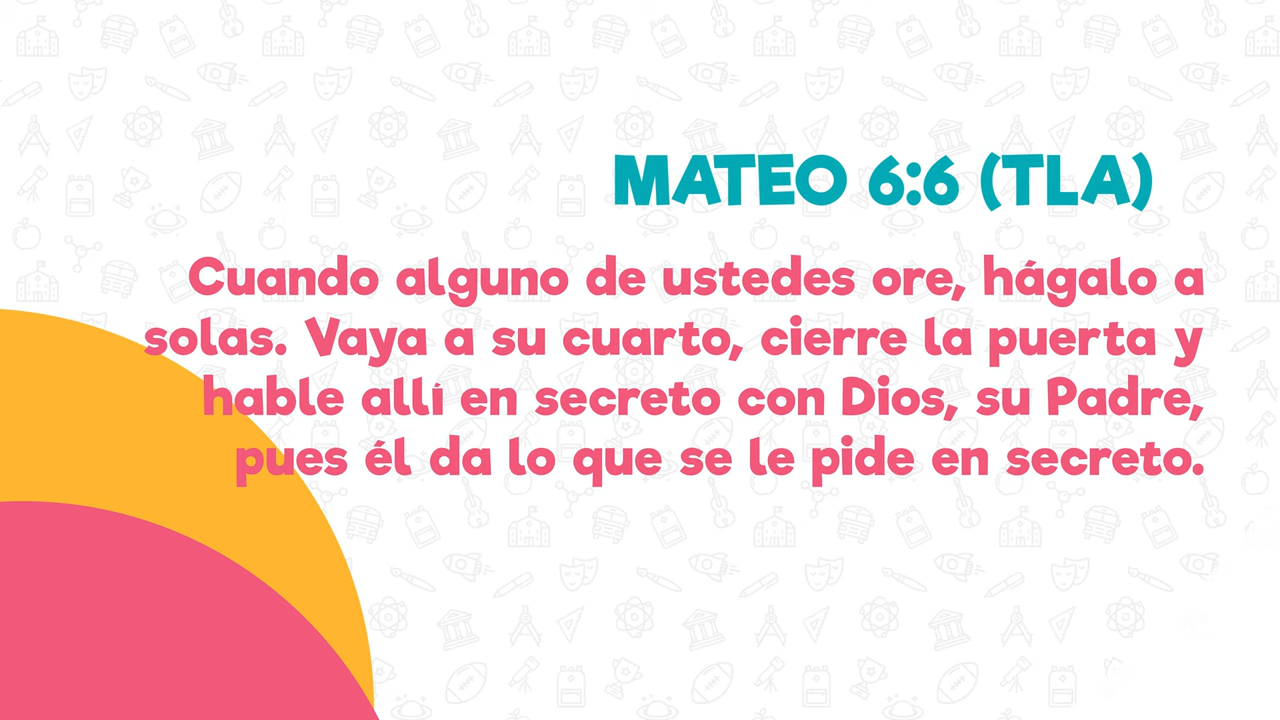 MATEO 6:6 (TLA)
Cuando alguno de ustedes ore, hágalo a
solas. Vaya a su cuarto, cierre la puerta y
hable allí en secreto con Dios, su Padre,
pues él da lo que se le pide en secreto.